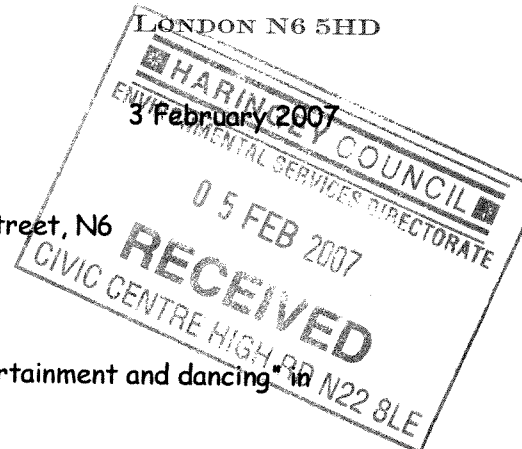 LONDON N6 5HD
3 February 2007
HARINGEY COUNCIL
ENVIRONMENTAL SERVICES DIRECTORATE
05 FEB 2007
treet, N6
RECEIVED
CIVIC CENTRE HIGH RD N22 8LE
rtainment and dancing" in